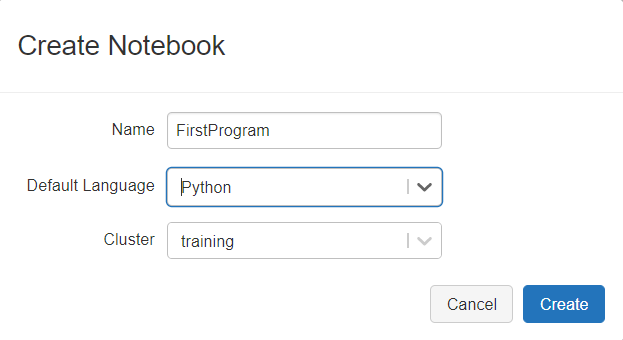 Create Notebook
Name FirstProgram
Default Language Python
Cluster training
Cancel Create